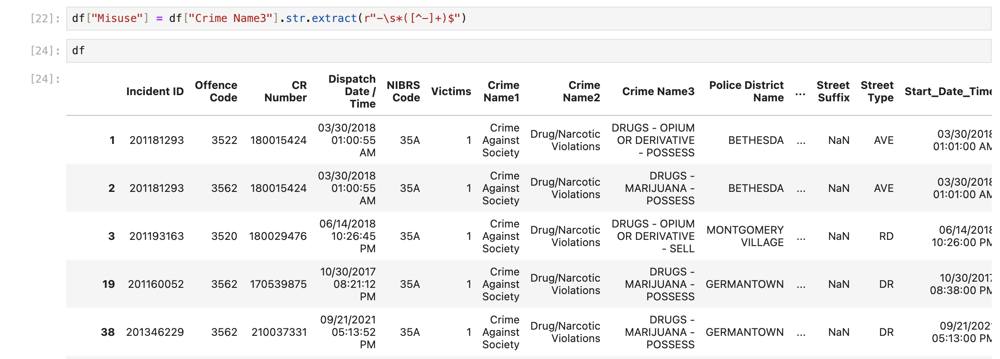 [22]: df["Misuse"] = df["Crime Name3"].str.extract(r"-\s*([^-]+)$")
[24]: df
[24]:
Incident ID Offence Code CR Number Dispatch Date / Time NIBRS Code Victims Crime Name1 Crime Name2 Crime Name3 Police District Name ... Street Suffix Street Type Start_Date_Time
1 201181293 3522 180015424 03/30/2018 01:00:55 AM 35A 1 Crime Against Society Drug/Narcotic Violations DRUGS - OPIUM OR DERIVATIVE - POSSESS BETHESDA ... NaN AVE 03/30/2018 01:01:00 AM
2 201181293 3562 180015424 03/30/2018 01:00:55 AM 35A 1 Crime Against Society Drug/Narcotic Violations DRUGS - MARIJUANA - POSSESS BETHESDA ... NaN AVE 03/30/2018 01:01:00 AM
3 201193163 3520 180029476 06/14/2018 10:26:45 PM 35A 1 Crime Against Society Drug/Narcotic Violations DRUGS - OPIUM OR DERIVATIVE - SELL MONTGOMERY VILLAGE ... NaN RD 06/14/2018 10:26:00 PM
19 201160052 3562 170539875 10/30/2017 08:21:12 PM 35A 1 Crime Against Society Drug/Narcotic Violations DRUGS - MARIJUANA - POSSESS GERMANTOWN ... NaN DR 10/30/2017 08:38:00 PM
38 201346229 3562 210037331 09/21/2021 05:13:52 PM 35A 1 Crime Against Society Drug/Narcotic Violations DRUGS - MARIJUANA - POSSESS GERMANTOWN ... NaN DR 09/21/2021 05:13:00 PM